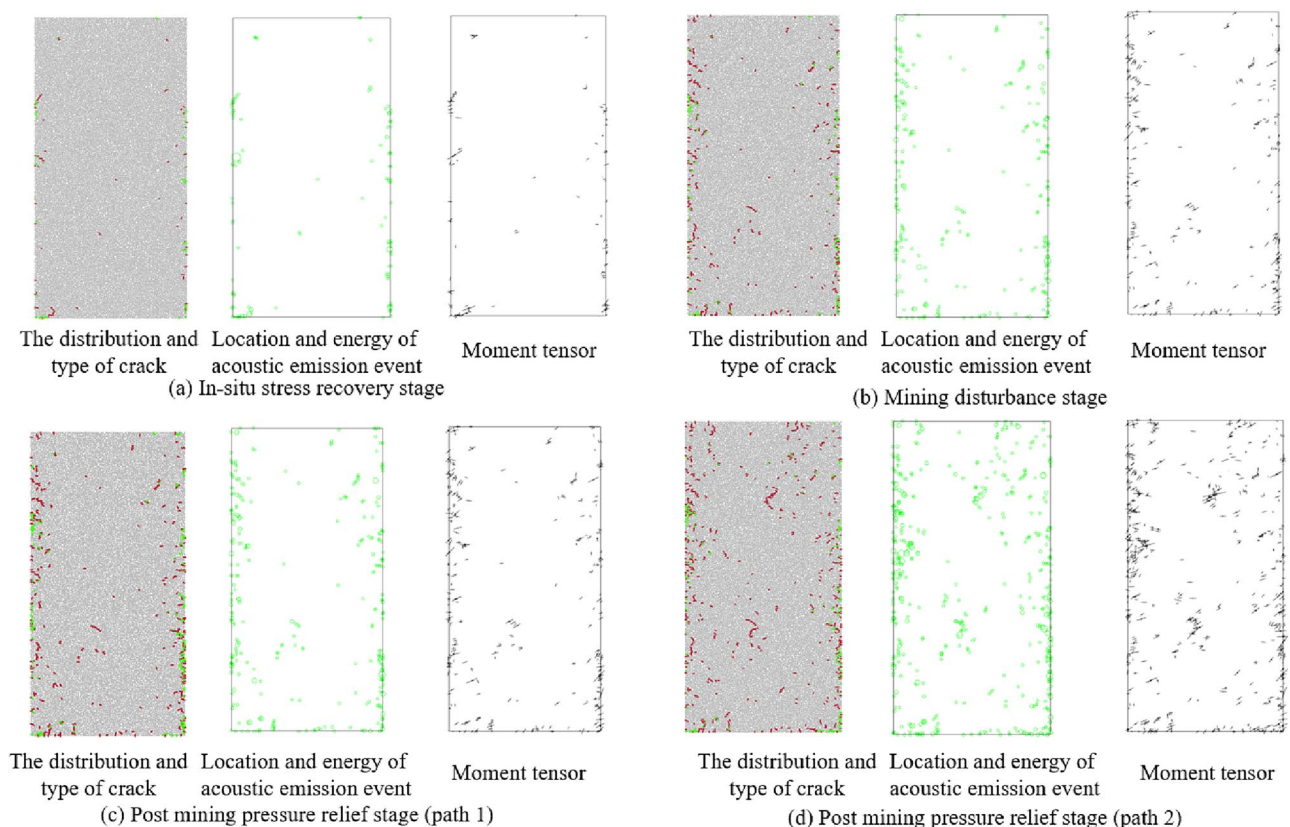 The distribution and
type of crack
Location and energy of
acoustic emission event
Moment tensor
(a) In-situ stress recovery stage
The distribution and
type of crack
Location and energy of
acoustic emission event
Moment tensor
(b) Mining disturbance stage
The distribution and
type of crack
Location and energy of
acoustic emission event
Moment tensor
(c) Post mining pressure relief stage (path 1)
The distribution and
type of crack
Location and energy of
acoustic emission event
Moment tensor
(d) Post mining pressure relief stage (path 2)